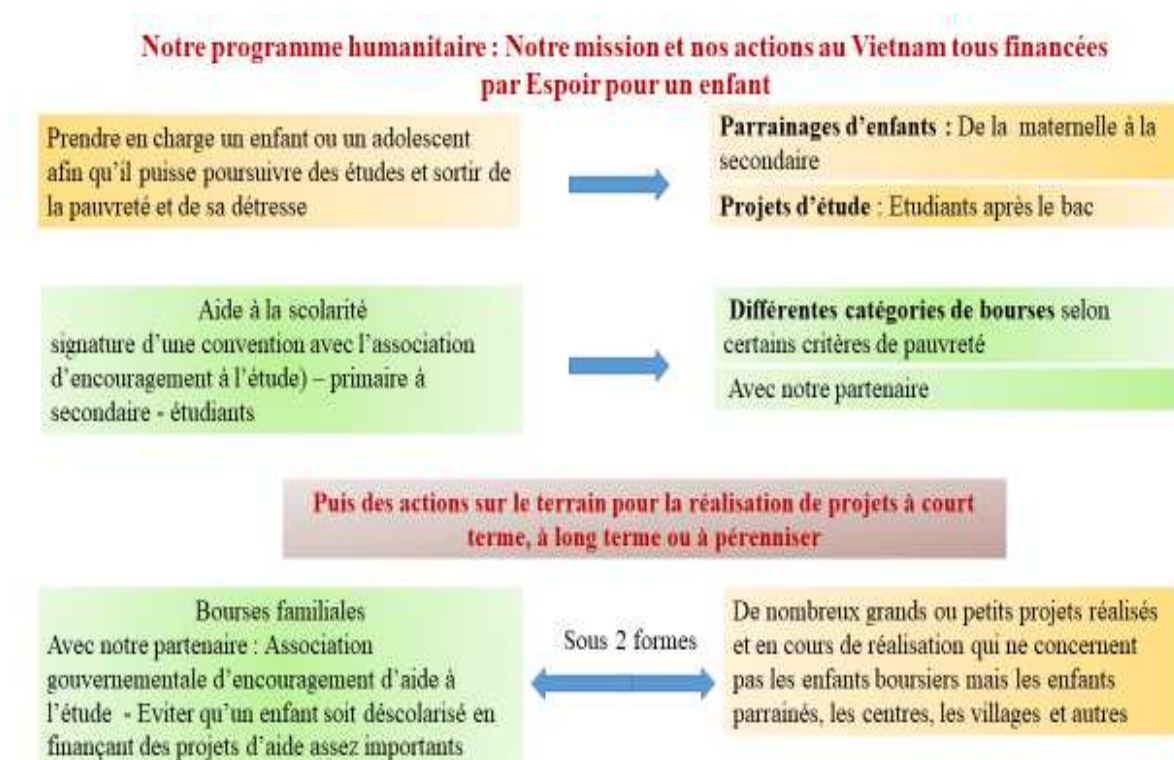 Notre programme humanitaire : Notre mission et nos actions au Vietnam tous financées
par Espoir pour un enfant
Prendre en charge un enfant ou un adolescent
afin qu'il puisse poursuivre des études et sortir de
la pauvreté et de sa détresse
Parrainages d'enfants : De la maternelle à la
secondaire
Projets d'étude : Etudiants après le bac
Aide à la scolarité
signature d'une convention avec l'association
d'encouragement à l'étude) – primaire à
secondaire - étudiants
Différentes catégories de bourses selon
certains critères de pauvreté
Avec notre partenaire
Puis des actions sur le terrain pour la réalisation de projets à court
terme, à long terme ou à pérenniser
Bourses familiales
Avec notre partenaire : Association
gouvernementale d'encouragement d'aide à
l'étude - Eviter qu'un enfant soit déscolarisé en
finançant des projets d'aide assez importants
Sous 2 formes
De nombreux grands ou petits projets réalisés
et en cours de réalisation qui ne concernent
pas les enfants boursiers mais les enfants
parrainés, les centres, les villages et autres